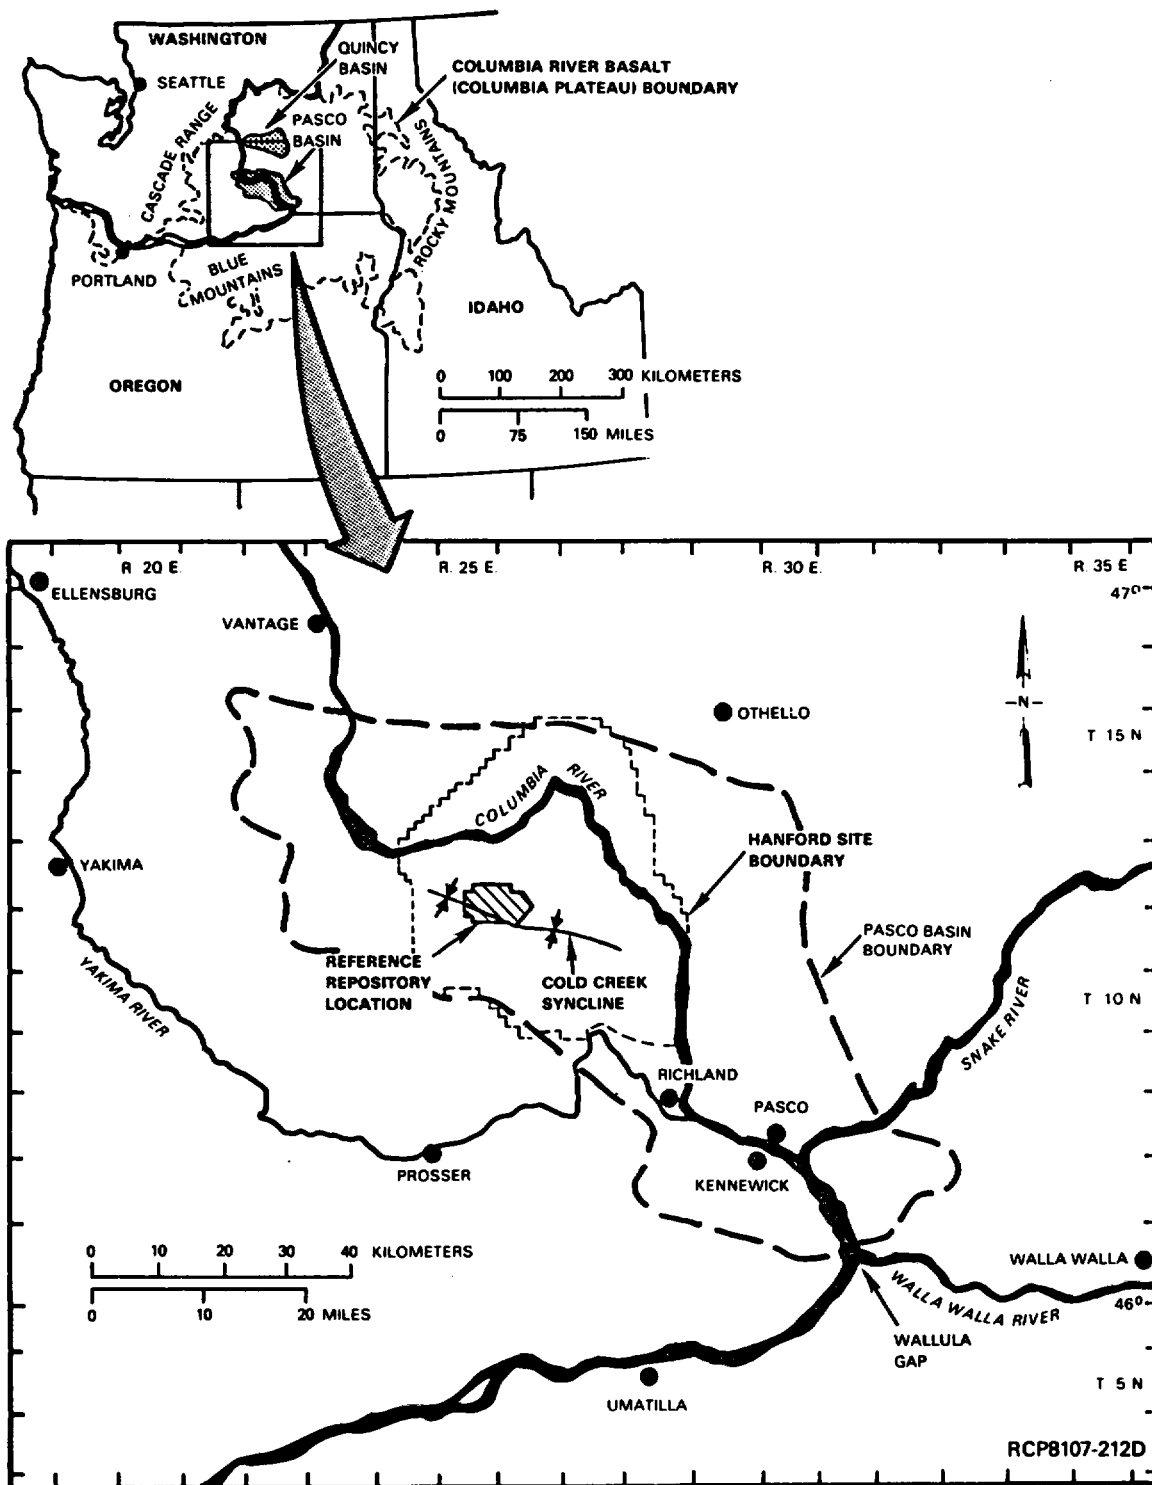 WASHINGTON
QUINCY
BASIN
SEATTLE
COLUMBIA RIVER BASALT
(COLUMBIA PLATEAU) BOUNDARY
PASCO
BASIN
CASCADE RANGE
ROCKY MOUNTAINS
PORTLAND
BLUE
MOUNTAINS
IDAHO
OREGON
0 100 200 300 KILOMETERS
0 75 150 MILES
R. 20 E.
R. 25 E.
R. 30 E.
R. 35 E
ELLENSBURG
47°
VANTAGE
-N-
OTHELLO
T 15 N
COLUMBIA RIVER
HANFORD SITE
BOUNDARY
YAKIMA
PASCO BASIN
BOUNDARY
REFERENCE
REPOSITORY
LOCATION
COLD CREEK
SYNCLINE
YAKIMA RIVER
T 10 N
SNAKE RIVER
RICHLAND
PASCO
PROSSER
KENNEWICK
0 10 20 30 40 KILOMETERS
0 10 20 MILES
WALLA WALLA
WALLA WALLA RIVER
46°
WALLULA
GAP
T 5 N
UMATILLA
RCP8107-212D